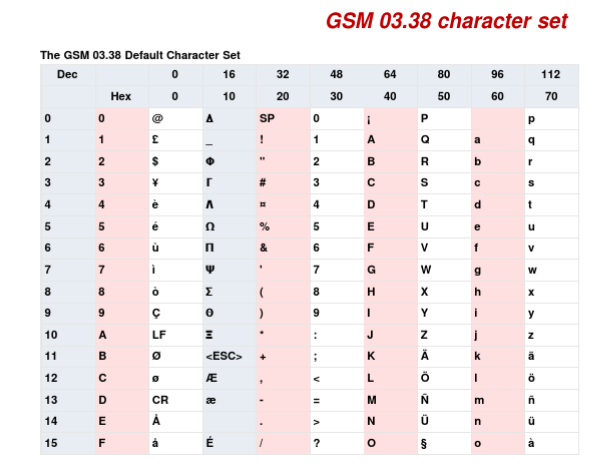 GSM 03.38 character set
The GSM 03.38 Default Character Set
Dec 0 16 32 48 64 80 96 112
Hex 0 10 20 30 40 50 60 70
0 0 @ Δ SP 0 ¡ P p
1 1 £ _ ! 1 A Q a q
2 2 $ Φ " 2 B R b r
3 3 ¥ Γ # 3 C S c s
4 4 è Λ ¤ 4 D T d t
5 5 é Ω % 5 E U e u
6 6 ù Π & 6 F V f v
7 7 ì Ψ ' 7 G W g w
8 8 ò Σ ( 8 H X h x
9 9 Ç Θ ) 9 I Y i y
10 A LF Ξ * : J Z j z
11 B Ø <ESC> + ; K Ä k ä
12 C ø Æ , < L Ö l ö
13 D CR æ - = M Ñ m ñ
14 E Å . > N Ü n ü
15 F á É / ? O § o à